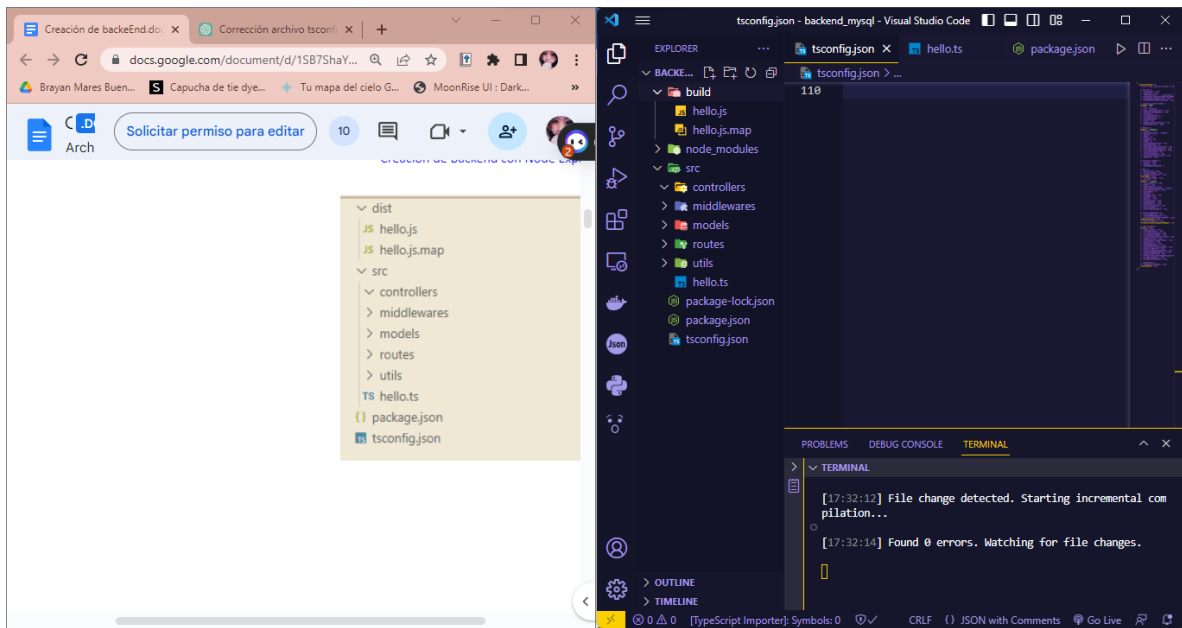 Creación de backeEnd.do
Corrección archivo tsconf
docs.google.com/document/d/1SB7ShaY...
Brayan Mares Buen...
Capucha de tie dye...
Tu mapa del cielo G...
MoonRise UI : Dark...
»
C .D
Arch
Solicitar permiso para editar
10
2
dist
JS hello.js
JS hello.js.map
src
controllers
middlewares
models
routes
utils
TS hello.ts
{} package.json
TS tsconfig.json
tsconfig.json - backend_mysql - Visual Studio Code
EXPLORER
BACKE...
build
hello.js
hello.js.map
node_modules
src
controllers
middlewares
models
routes
utils
hello.ts
package-lock.json
package.json
tsconfig.json
OUTLINE
TIMELINE
tsconfig.json
hello.ts
package.json
tsconfig.json > ...
110
PROBLEMS DEBUG CONSOLE TERMINAL
TERMINAL
[17:32:12] File change detected. Starting incremental com
pilation...
[17:32:14] Found 0 errors. Watching for file changes.
0 0 [TypeScript Importer]: Symbols: 0 CRLF {} JSON with Comments Go Live